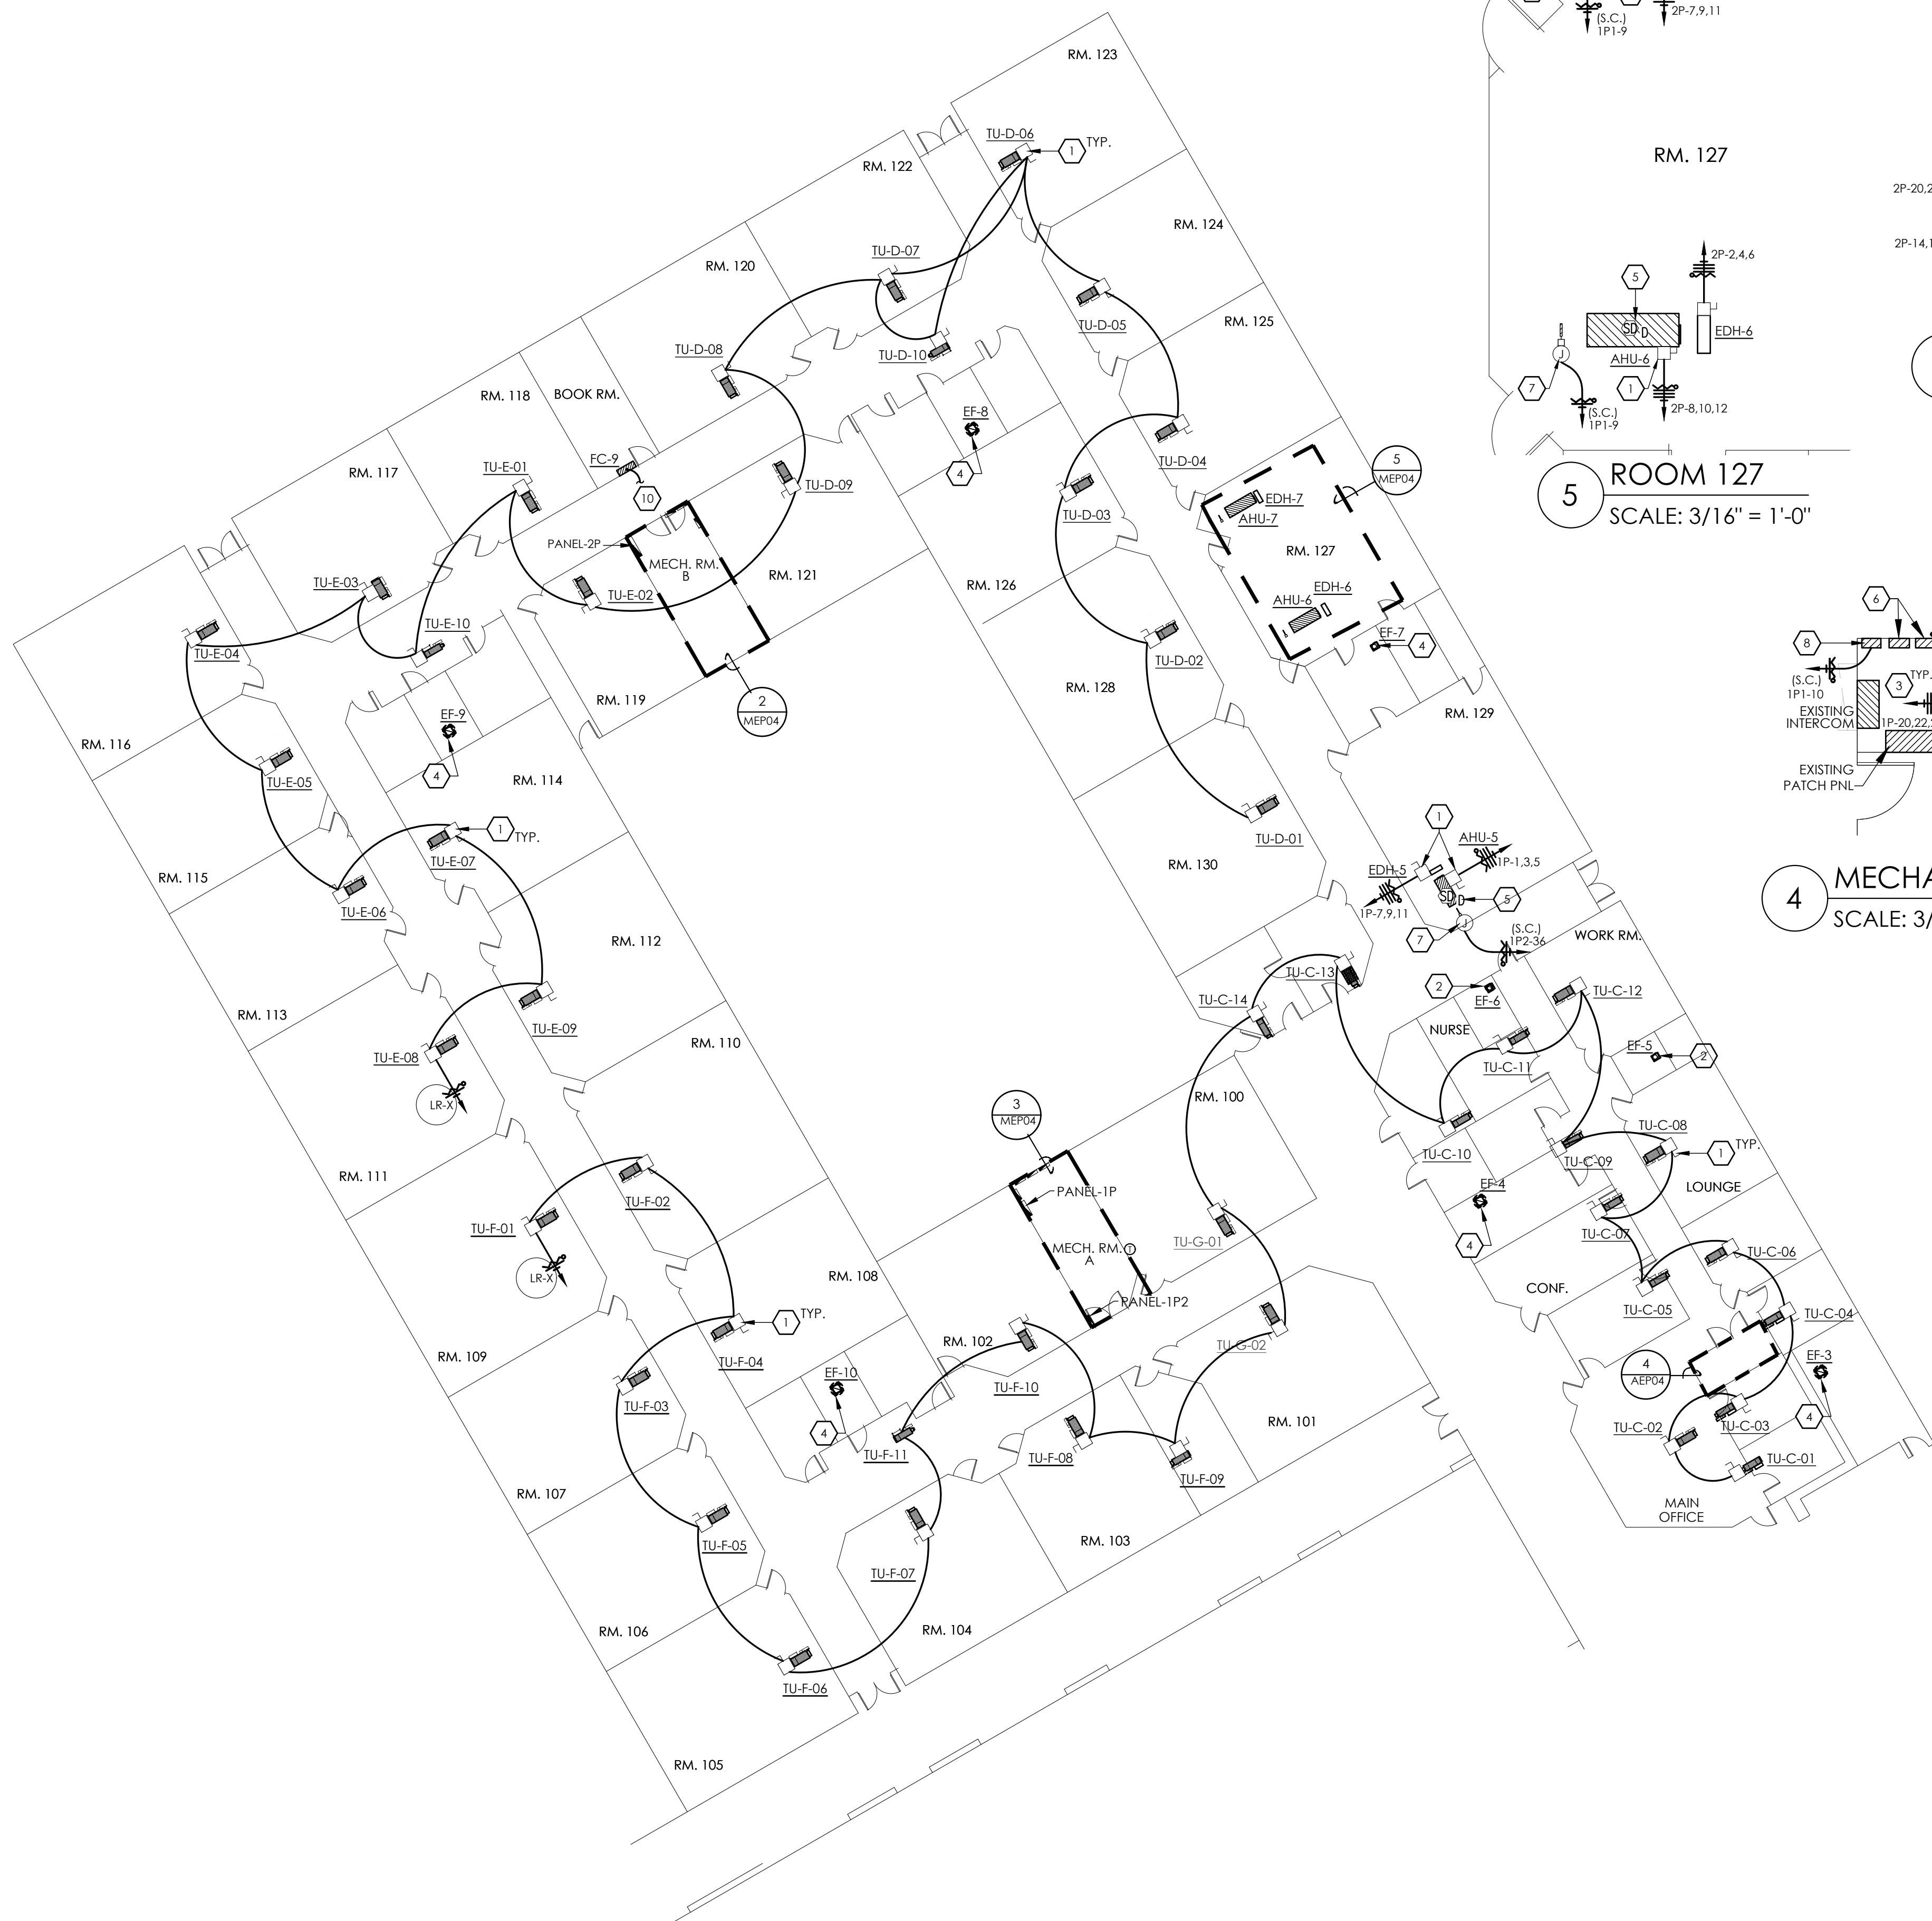 RM. 123
TU-D-06
1
TYP.
RM. 122
RM. 124
TU-D-07
RM. 120
RM. 125
TU-D-05
TU-D-08
TU-D-10
RM. 118
BOOK RM.
EF-8
4
TU-D-04
RM. 117
FC-9
TU-E-01
10
TU-D-09
TU-D-03
5
MEP04
EDH-7
AHU-7
RM. 127
PANEL-2P
MECH. RM.
B
RM. 121
TU-E-03
TU-E-02
RM. 126
EDH-6
AHU-6
TU-E-10
TU-E-04
EF-7
4
TU-D-02
RM. 119
2
MEP04
RM. 128
RM. 129
EF-9
4
RM. 116
TU-E-05
RM. 114
1
TYP.
TU-E-07
TU-D-01
RM. 130
1
AHU-5
1P-1,3,5
EDH-5
SD
D
5
1P-7,9,11
J
7
(S.C.)
1P2-36
RM. 115
TU-E-06
RM. 112
WORK RM.
TU-C-13
2
EF-6
TU-C-12
TU-C-14
RM. 113
TU-E-09
NURSE
TU-E-08
RM. 110
TU-C-11
EF-5
2
LR-X
RM. 100
3
MEP04
TU-C-10
TU-C-09
TU-C-08
1
TYP.
RM. 111
TU-F-02
PANEL-1P
EF-4
4
LOUNGE
TU-F-01
TU-G-01
TU-C-07
MECH. RM.
A
T
TU-C-06
LR-X
RM. 108
CONF.
TU-C-05
PANEL-1P2
TU-C-04
1
TYP.
RM. 102
TU-G-02
RM. 109
TU-F-04
EF-10
4
TU-F-10
4
AEP04
EF-3
4
TU-F-03
RM. 101
TU-C-02
TU-C-03
TU-F-11
TU-F-08
TU-F-09
TU-C-01
RM. 107
MAIN
OFFICE
TU-F-05
RM. 103
TU-F-07
RM. 106
RM. 104
TU-F-06
RM. 105
(S.C.)
1P1-9
2P-7,9,11
RM. 127
2P-20,2
2P-14,1
2P-2,4,6
5
SD
D
EDH-6
AHU-6
J
7
1
(S.C.)
1P1-9
2P-8,10,12
5
ROOM 127
SCALE: 3/16" = 1'-0"
6
8
(S.C.)
1P1-10
3
TYP.
EXISTING
INTERCOM
1P-20,22,
EXISTING
PATCH PNL
4
MECHA
SCALE: 3/